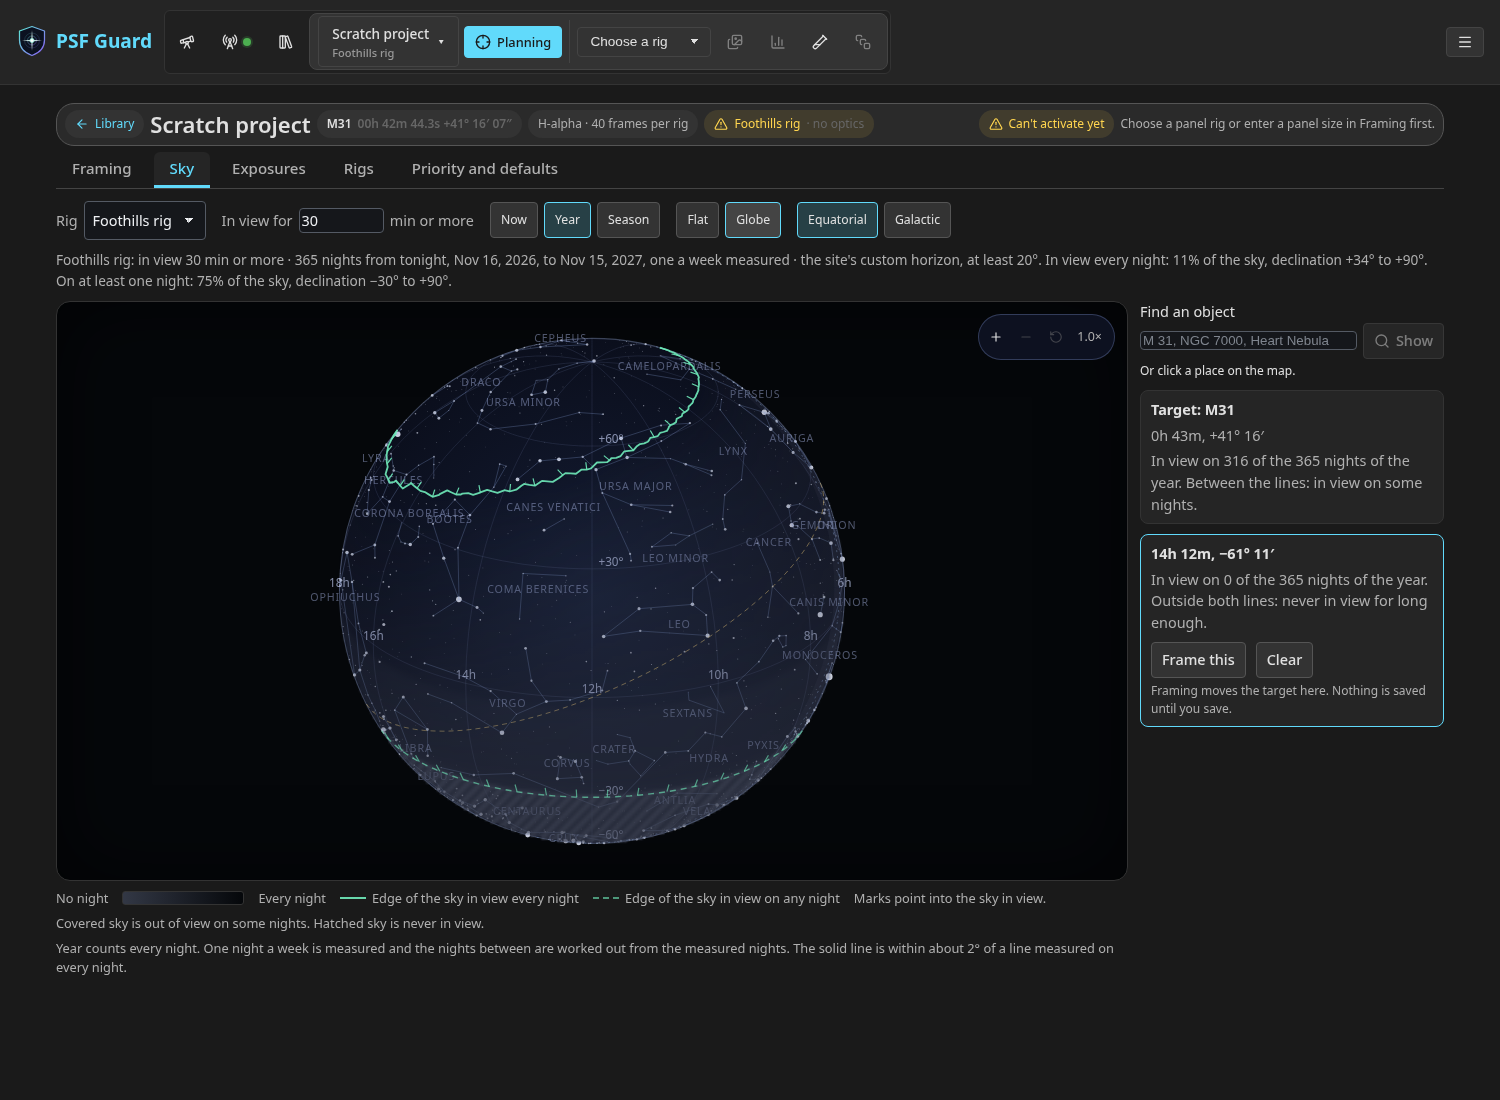 PSF Guard
Scratch project
Foothills rig
Planning
Choose a rig
Library
Scratch project
M31 00h 42m 44.3s +41° 16′ 07″
H-alpha · 40 frames per rig
Foothills rig · no optics
Can't activate yet
Choose a panel rig or enter a panel size in Framing first.
Framing
Sky
Exposures
Rigs
Priority and defaults
Rig
Foothills rig
In view for
30
min or more
Now
Year
Season
Flat
Globe
Equatorial
Galactic
Foothills rig: in view 30 min or more · 365 nights from tonight, Nov 16, 2026, to Nov 15, 2027, one a week measured · the site's custom horizon, at least 20°. In view every night: 11% of the sky, declination +34° to +90°.
On at least one night: 75% of the sky, declination −30° to +90°.
1.0×
CEPHEUS
CAMELOPARDALIS
DRACO
URSA MINOR
PERSEUS
+60°
AURIGA
LYRA
LYNX
HERCULES
URSA MAJOR
CANES VENATICI
CORONA BOREALIS
BOÖTES
GEMINI
ORION
CANCER
LEO MINOR
+30°
18h
COMA BERENICES
6h
OPHIUCHUS
CANIS MINOR
LEO
16h
8h
MONOCEROS
14h
10h
12h
VIRGO
SEXTANS
LIBRA
CRATER
PYXIS
CORVUS
HYDRA
LUPUS
−30°
ANTLIA
CENTAURUS
VELA
−60°
Find an object
M 31, NGC 7000, Heart Nebula
Show
Or click a place on the map.
Target: M31
0h 43m, +41° 16′
In view on 316 of the 365 nights of the
year. Between the lines: in view on some
nights.
14h 12m, −61° 11′
In view on 0 of the 365 nights of the year.
Outside both lines: never in view for long
enough.
Frame this
Clear
Framing moves the target here. Nothing is saved
until you save.
No night
Every night
Edge of the sky in view every night
Edge of the sky in view on any night
Marks point into the sky in view.
Covered sky is out of view on some nights. Hatched sky is never in view.
Year counts every night. One night a week is measured and the nights between are worked out from the measured nights. The solid line is within about 2° of a line measured on
every night.